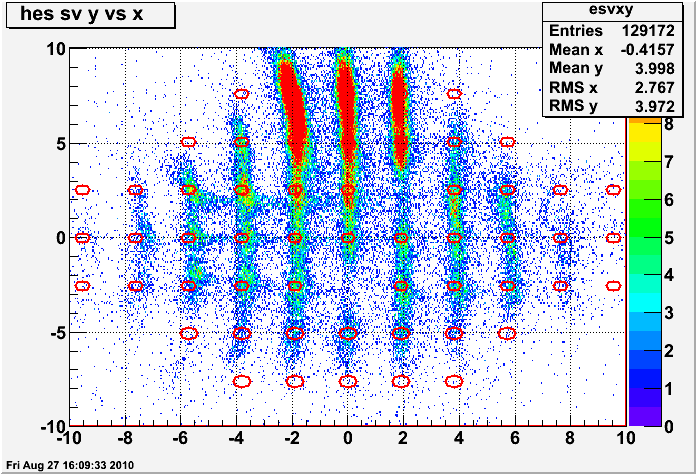 hes sv y vs x
esvxy
Entries 129172
Mean x -0.4157
Mean y 3.998
RMS x 2.767
RMS y 3.972
10
5
0
-5
-10
-10 -8 -6 -4 -2 0 2 4 6 8 10
8
7
6
5
4
3
2
1
0
Fri Aug 27 16:09:33 2010